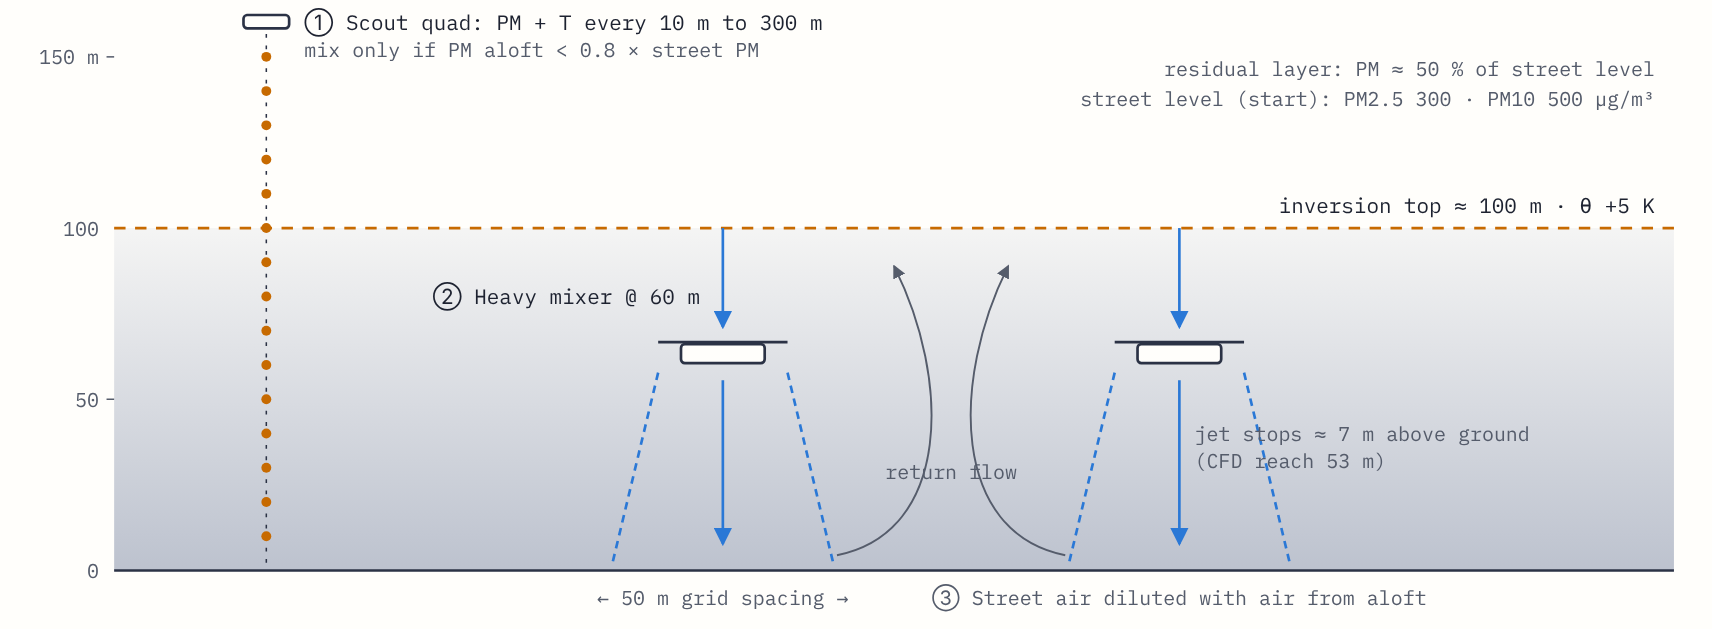 ① Scout quad: PM + T every 10 m to 300 m
mix only if PM aloft < 0.8 × street PM
150 m
residual layer: PM ≈ 50 % of street level
street level (start): PM2.5 300 · PM10 500 µg/m³
inversion top ≈ 100 m · θ +5 K
100
② Heavy mixer @ 60 m
50
jet stops ≈ 7 m above ground
(CFD reach 53 m)
return flow
0
← 50 m grid spacing →
③ Street air diluted with air from aloft